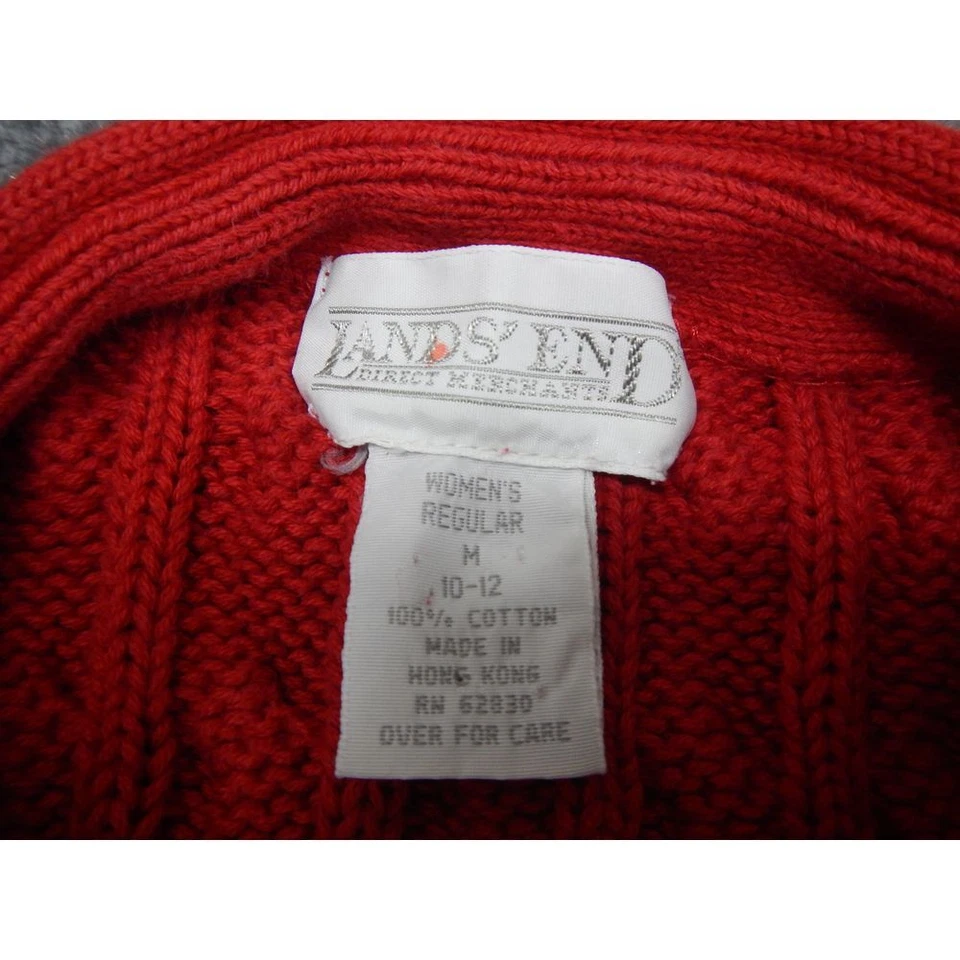 LANDS' END
DIRECT MERCHANTS
WOMEN'S
REGULAR
M
10-12
100% COTTON
MADE IN
HONG KONG
RN 62830
OVER FOR CARE